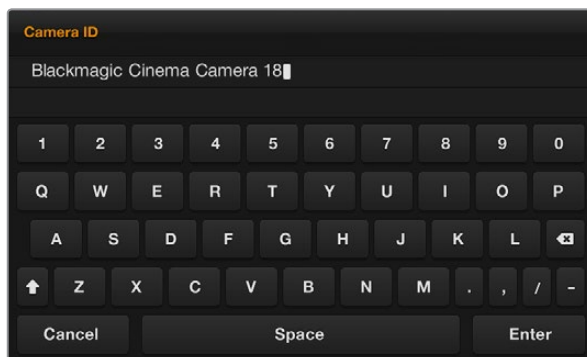 Camera ID
Blackmagic Cinema Camera 18
1 2 3 4 5 6 7 8 9 0
Q W E R T Y U I O P
A S D F G H J K L
Z X C V B N M . , / -
Cancel Space Enter